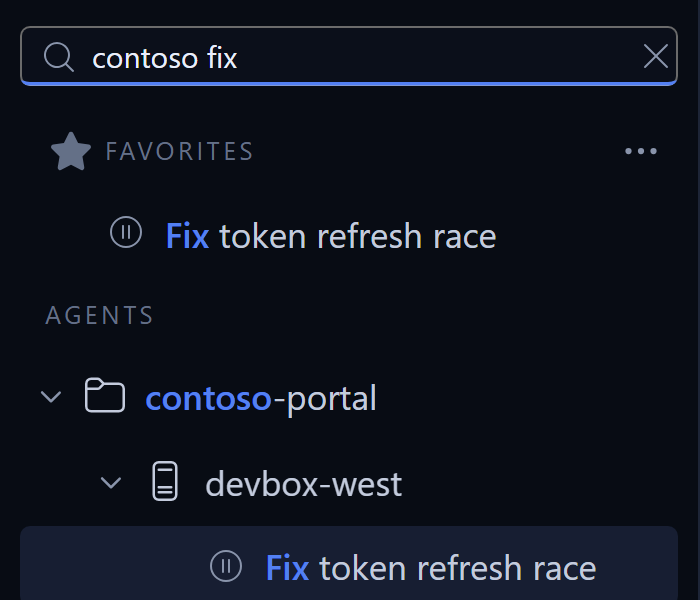 contoso fix
FAVORITES
Fix token refresh race
AGENTS
contoso-portal
devbox-west
Fix token refresh race